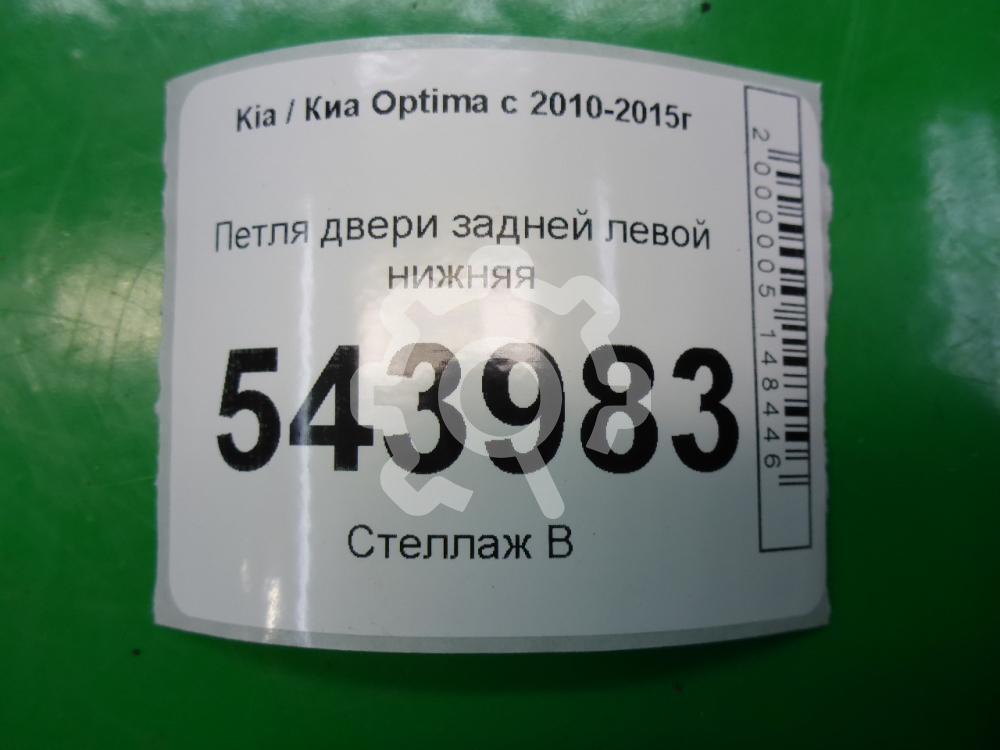 Kia / Киа Optima с 2010-2015г
Петля двери задней левой
нижняя
543983
Стеллаж В
2000005148446